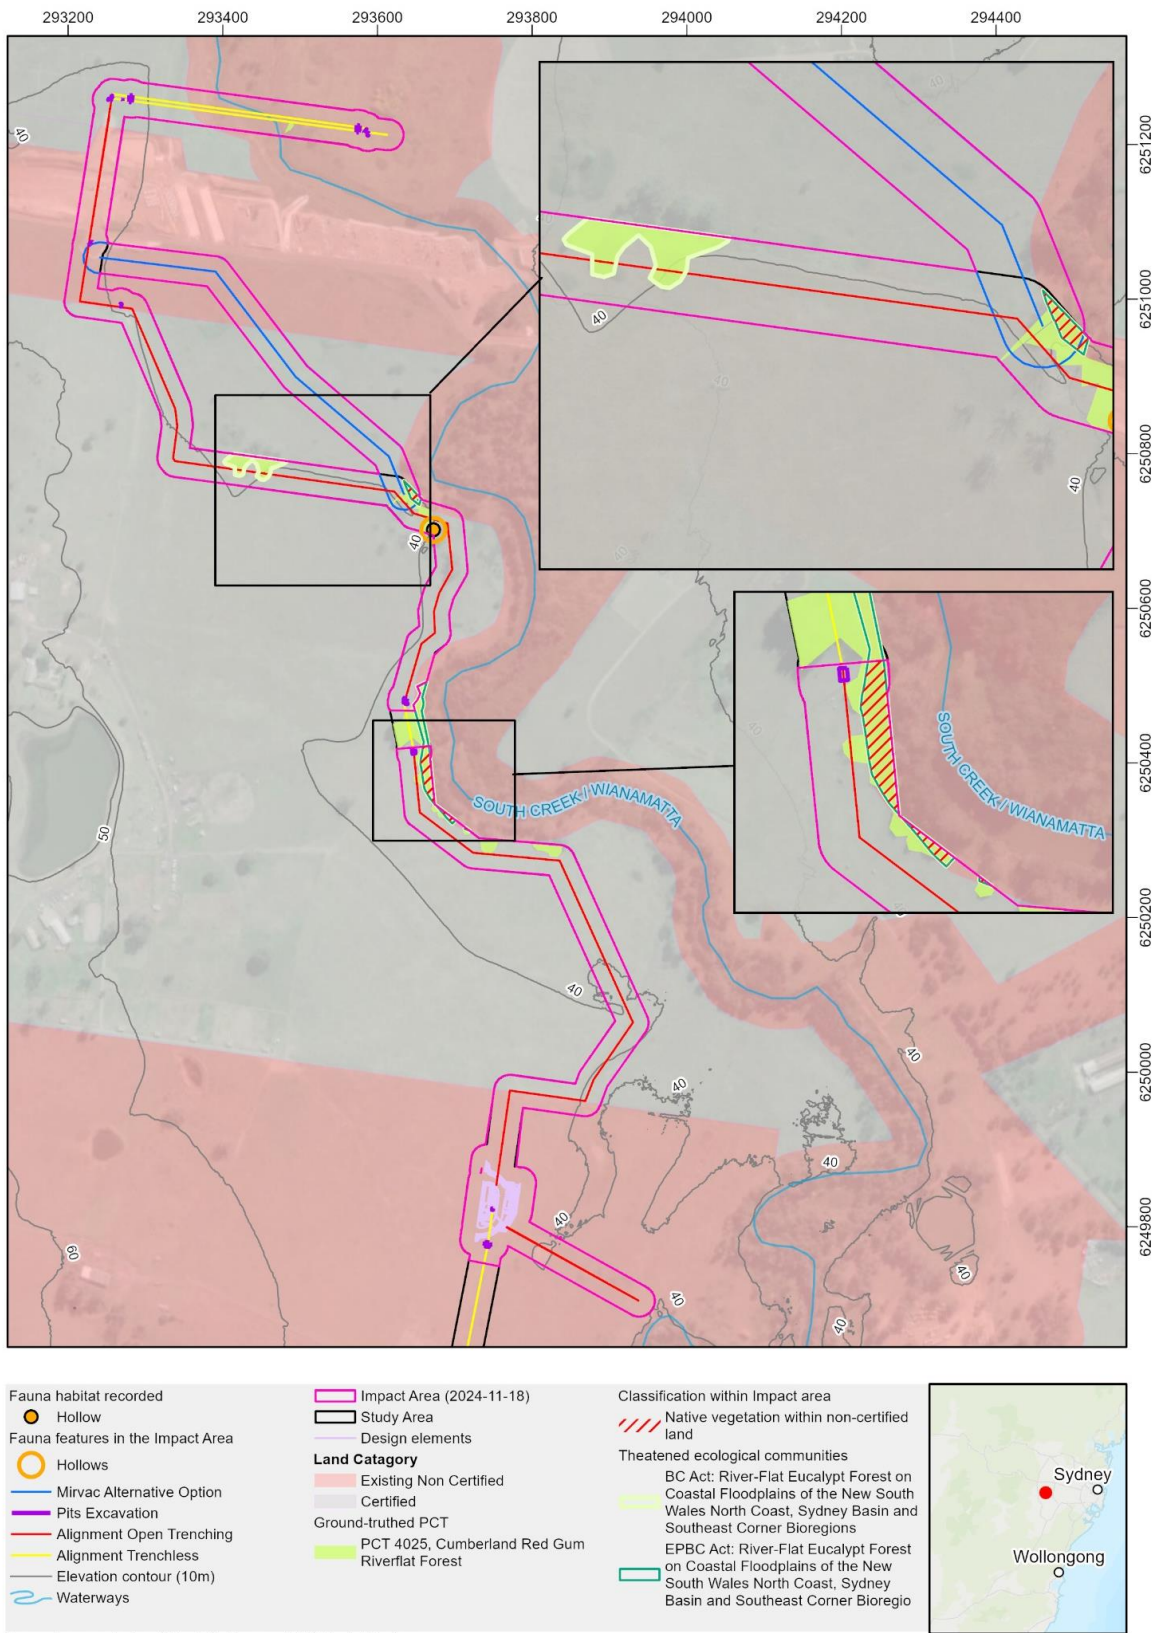 293200
293400
293600
293800
294000
294200
294400
6251200
6251000
6250800
6250600
6250400
6250200
6250000
6249800
40
40
40
40
40
40
40
40
40
SOUTH CREEK / WIANAMATTA
SOUTH CREEK / WIANAMATTA
50
40
40
40
40
40
60
40
40
40
40
Fauna habitat recorded
Hollow
Fauna features in the Impact Area
Hollows
Mirvac Alternative Option
Pits Excavation
Alignment Open Trenching
Alignment Trenchless
Elevation contour (10m)
Waterways
Impact Area (2024-11-18)
Study Area
Design elements
Land Catagory
Existing Non Certified
Certified
Ground-truthed PCT
PCT 4025, Cumberland Red Gum
Riverflat Forest
Classification within Impact area
Native vegetation within non-certified
land
Theatened ecological communities
BC Act: River-Flat Eucalypt Forest on
Coastal Floodplains of the New South
Wales North Coast, Sydney Basin and
Southeast Corner Bioregions
EPBC Act: River-Flat Eucalypt Forest
on Coastal Floodplains of the New
South Wales North Coast, Sydney
Basin and Southeast Corner Bioregio
Sydney
Wollongong